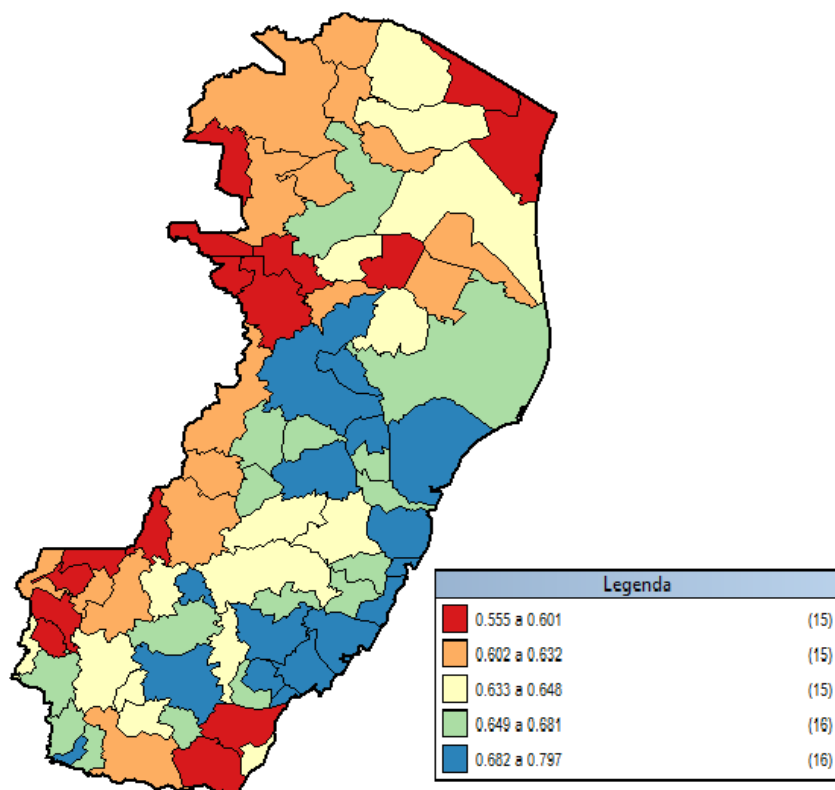 Legenda
0.555 a 0.601 (15)
0.602 a 0.632 (15)
0.633 a 0.648 (15)
0.649 a 0.681 (16)
0.682 a 0.797 (16)